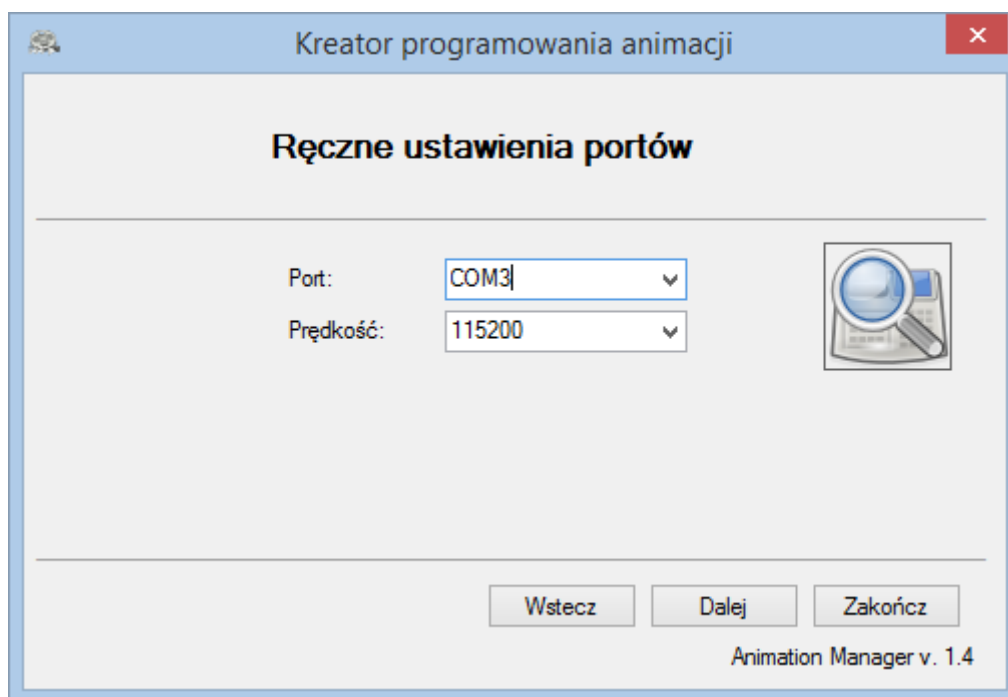 Kreator programowania animacji
Ręczne ustawienia portów
Port: COM3
Prędkość: 115200
Wstecz Dalej Zakończ
Animation Manager v. 1.4